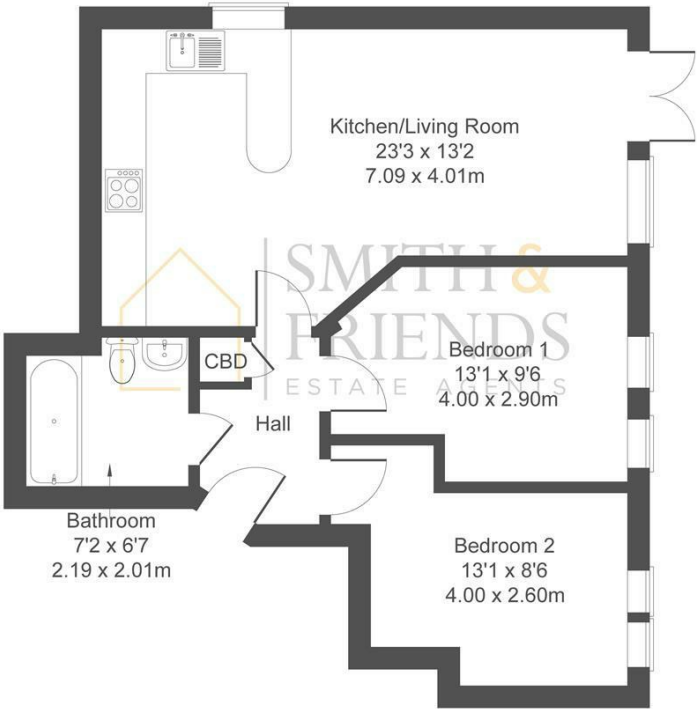 Kitchen/Living Room
23'3 x 13'2
7.09 x 4.01m
SMITH &
FRIENDS
ESTATE AGENTS
CBD
Bedroom 1
13'1 x 9'6
4.00 x 2.90m
Hall
Bathroom
7'2 x 6'7
2.19 x 2.01m
Bedroom 2
13'1 x 8'6
4.00 x 2.60m